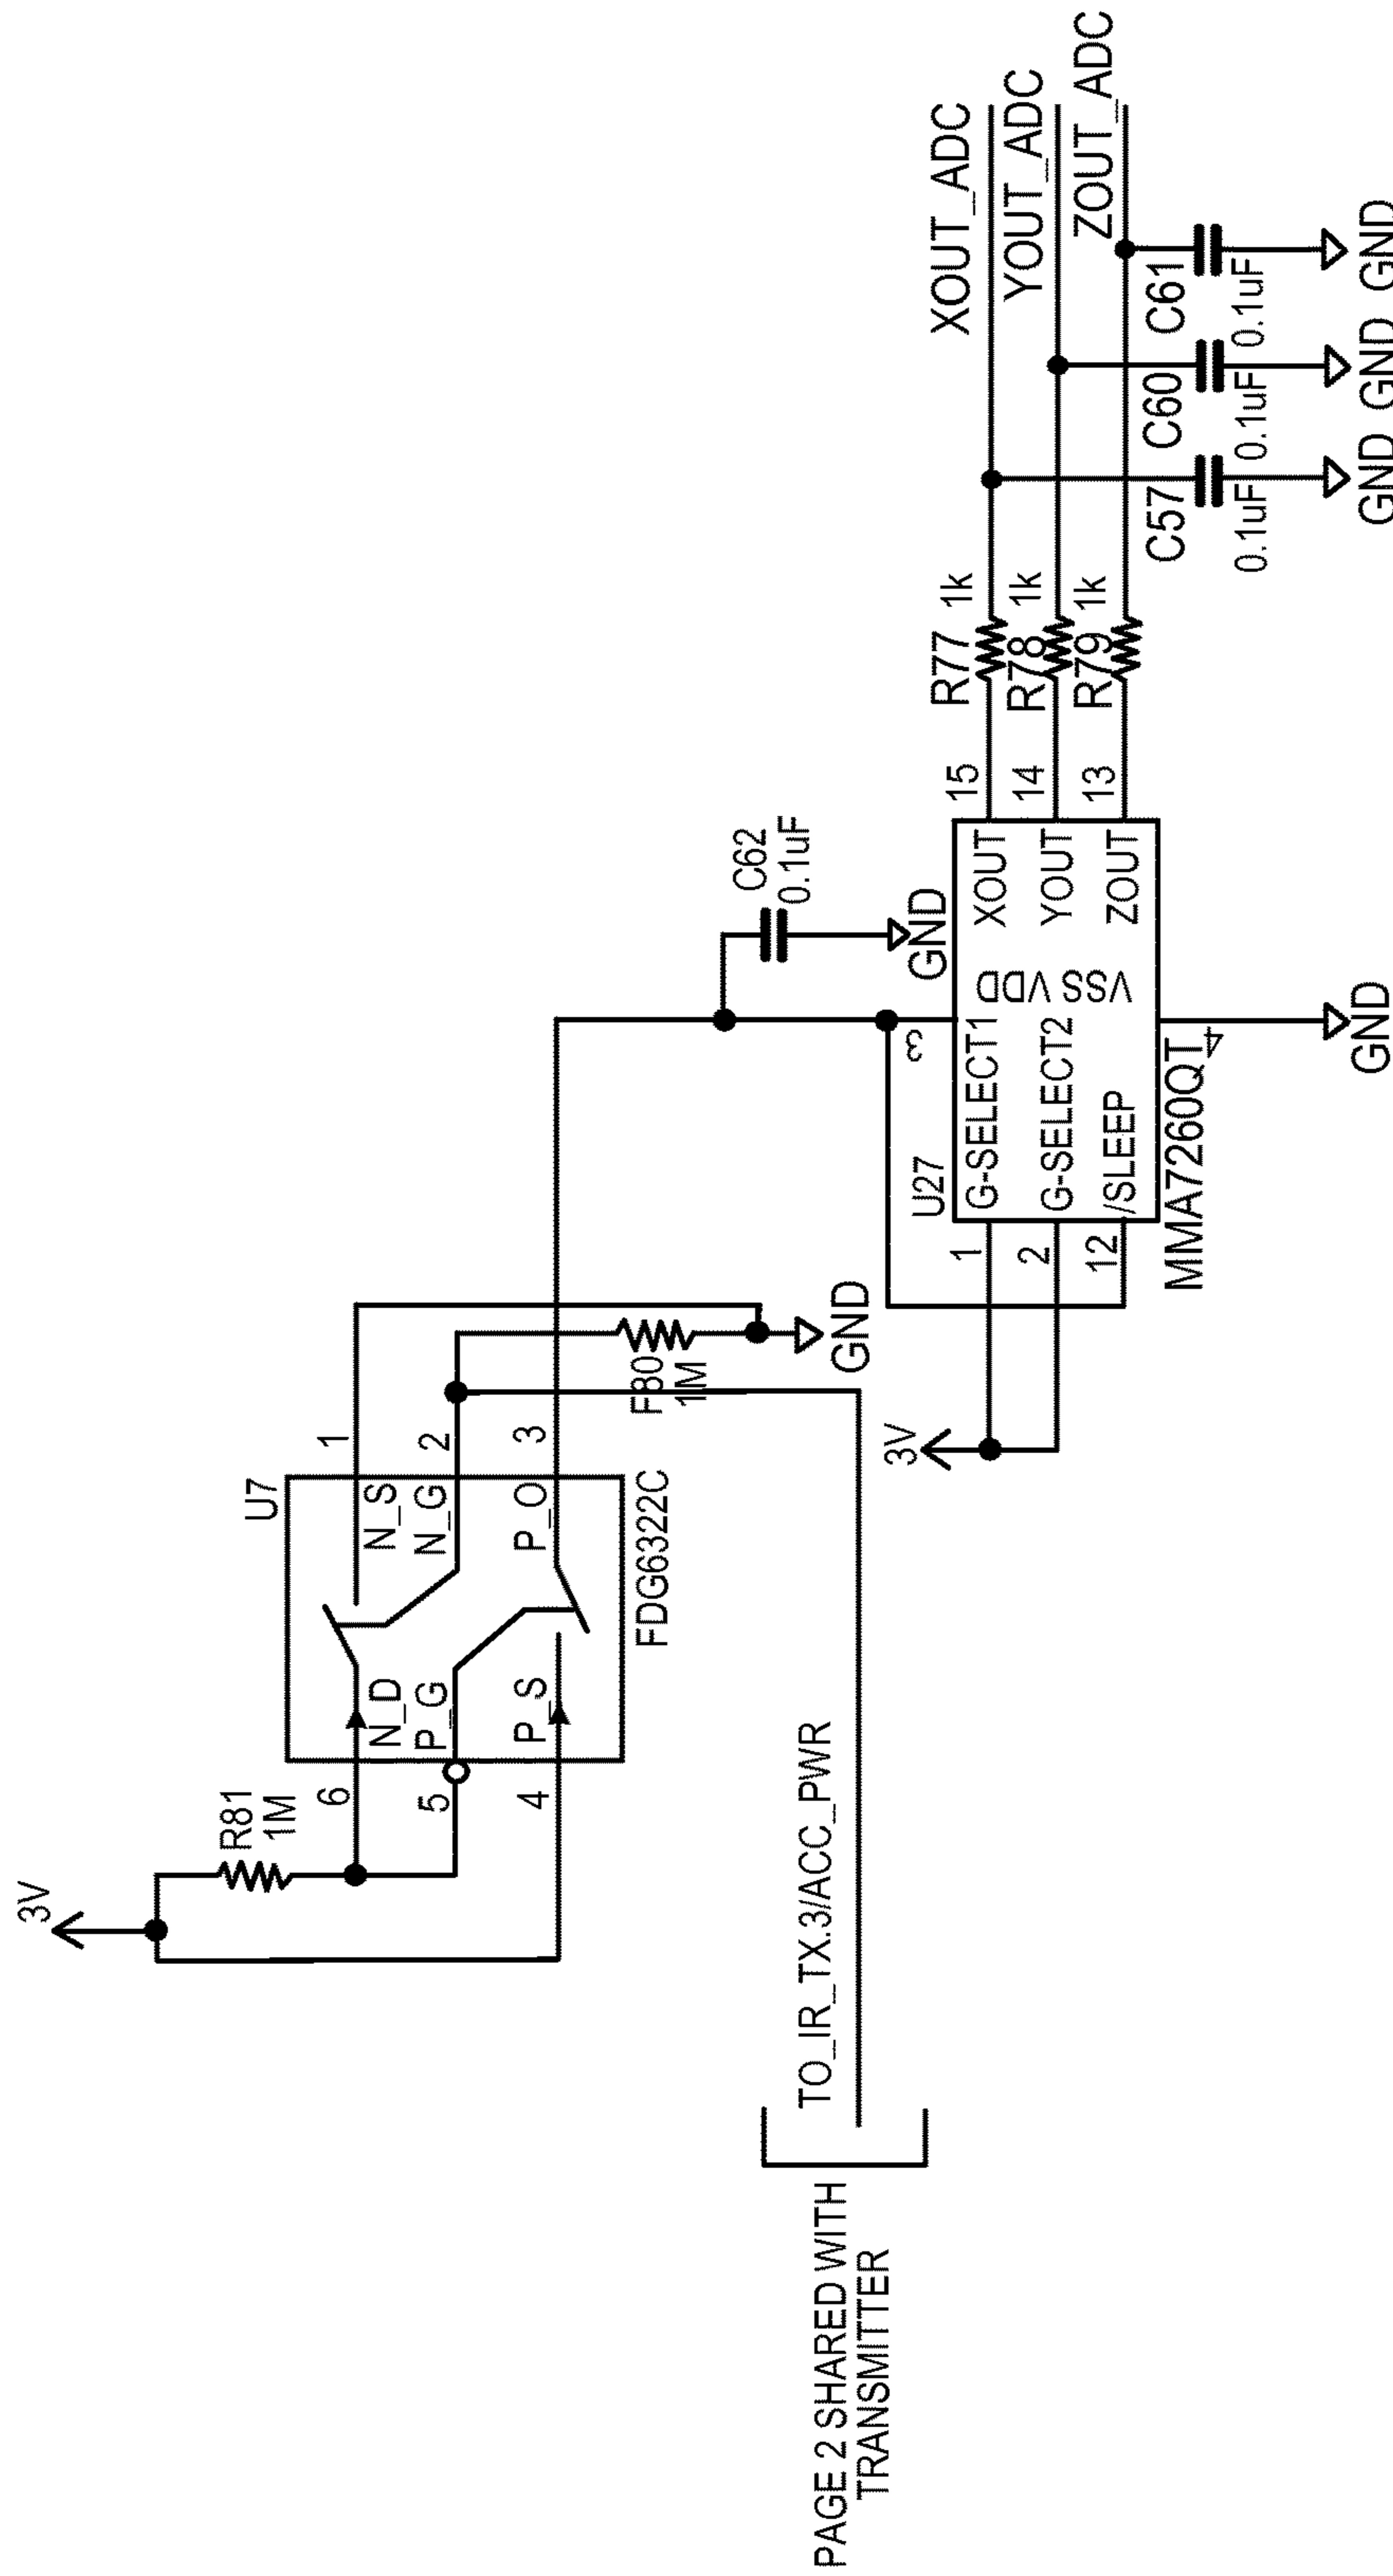 3V
R81
1M
6
5
4
U7
N_D
P_G
P_S
N_S
N_G
P_O
FDG6322C
1
2
3
F80
1M
GND
C62
0.1uF
GND
TO_IR_TX.3/ACC_PWR
PAGE 2 SHARED WITH
TRANSMITTER
3V
1
2
12
U27
3
G-SELECT1
G-SELECT2
/SLEEP
VDD
VSS
XOUT
YOUT
ZOUT
MMA7260QT
4
GND
15
14
13
R77
1k
R78
1k
R79
1k
XOUT_ADC
YOUT_ADC
ZOUT_ADC
C57
0.1uF
C60
0.1uF
C61
0.1uF
GND
GND
GND